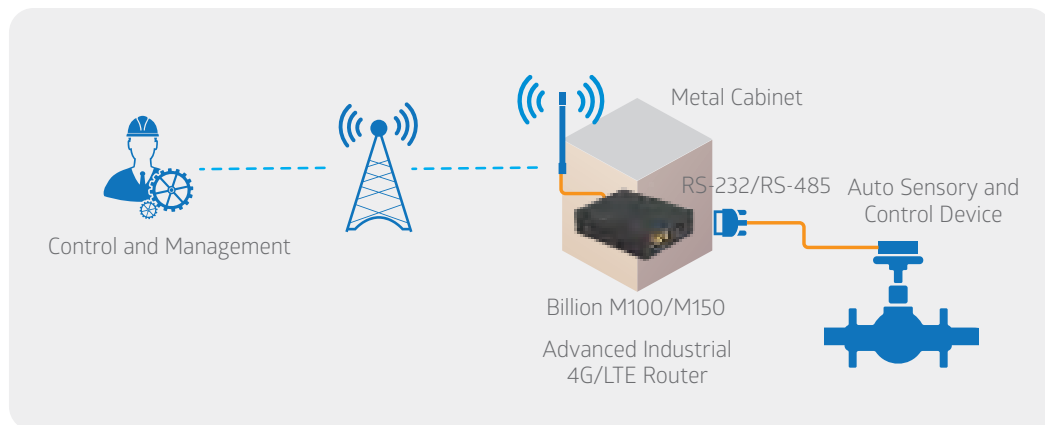 Metal Cabinet
RS-232/RS-485
Auto Sensory and
Control Device
Control and Management
Billion M100/M150
Advanced Industrial
4G/LTE Router